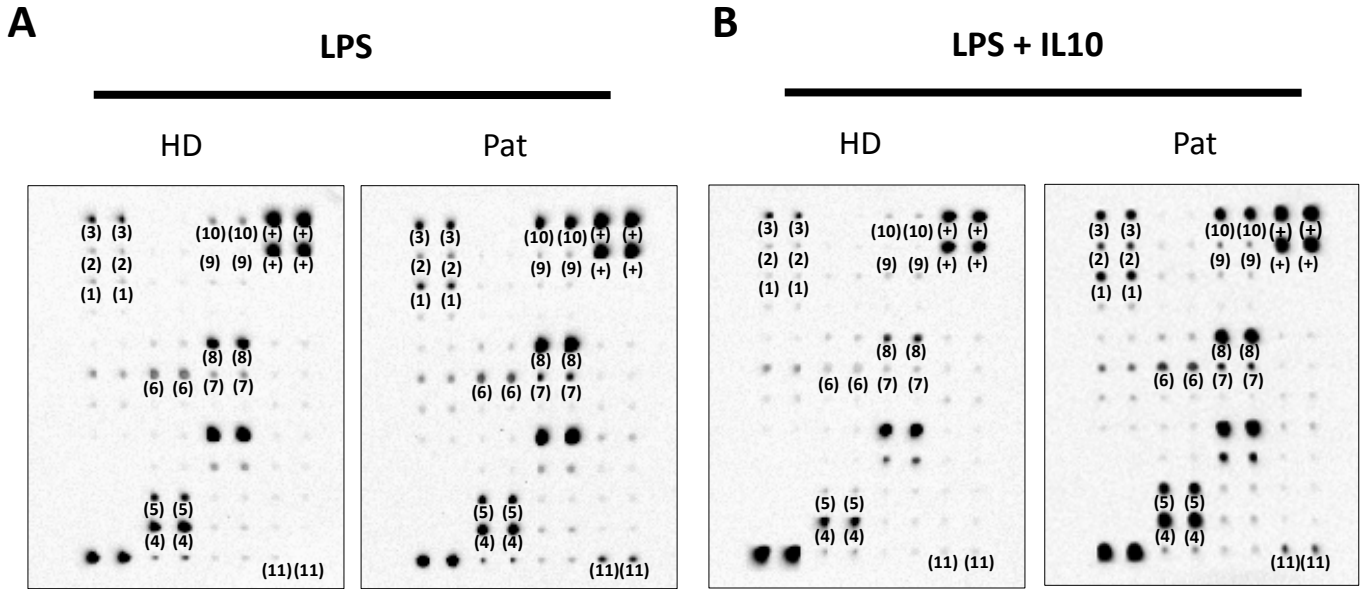 A
LPS
HD
Pat
(3) (3) (10) (10) (+) (+)
(2) (2) (9) (9) (+) (+)
(1) (1)
(8) (8)
(6) (6) (7) (7)
(5) (5)
(4) (4)
(11) (11)
(3) (3) (10) (10) (+) (+)
(2) (2) (9) (9) (+) (+)
(1) (1)
(8) (8)
(6) (6) (7) (7)
(5) (5)
(4) (4)
(11) (11)
B
LPS + IL10
HD
Pat
(3) (3) (10) (10) (+) (+)
(2) (2) (9) (9) (+) (+)
(1) (1)
(8) (8)
(6) (6) (7) (7)
(5) (5)
(4) (4)
(11) (11)
(3) (3) (10) (10) (+) (+)
(2) (2) (9) (9) (+) (+)
(1) (1)
(8) (8)
(6) (6) (7) (7)
(5) (5)
(4) (4)
(11) (11)